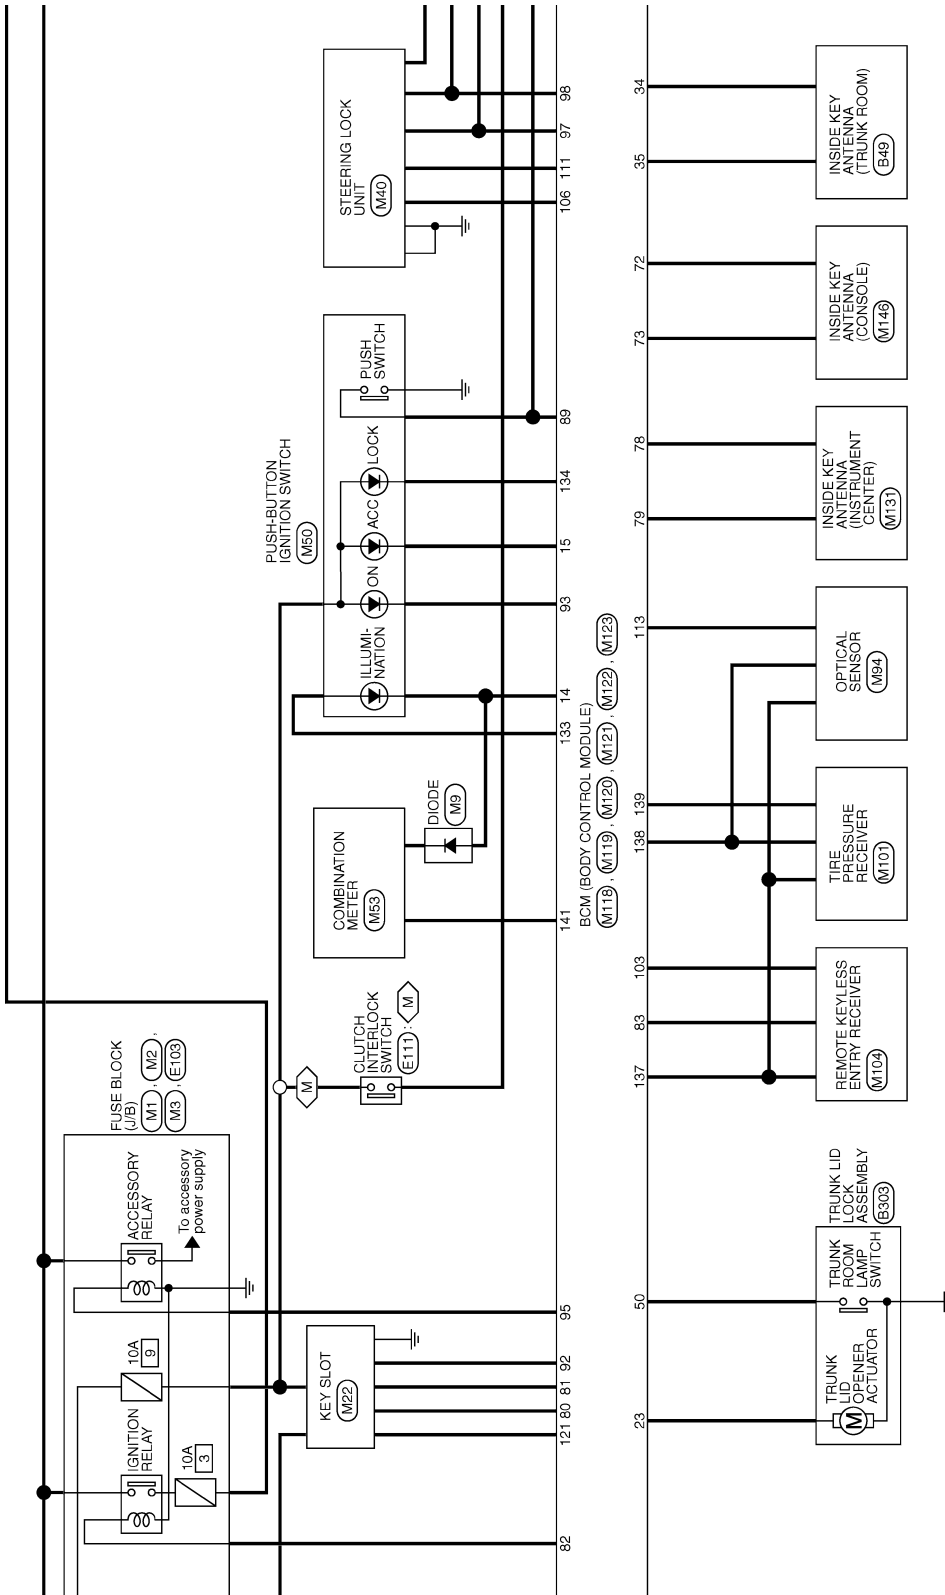 98
97
111
106
STEERING LOCK
UNIT
M40
PUSH
SWITCH
89
LOCK
134
ACC
15
ON
93
ILLUMI-
NATION
14
133
PUSH-BUTTON
IGNITION SWITCH
M50
BCM (BODY CONTROL MODULE)
M118 , M119 , M120 , M121 , M122 , M123
DIODE
M9
COMBINATION
METER
M53
141
CLUTCH
INTERLOCK
SWITCH
E111 : M
M
FUSE BLOCK
(J/B)
M1 , M2 ,
M3 , E103
ACCESSORY
RELAY
To accessory
power supply
95
10A
9
KEY SLOT
M22
92
81
80
121
IGNITION
RELAY
10A
3
82
34
35
INSIDE KEY
ANTENNA
(TRUNK ROOM)
B49
72
73
INSIDE KEY
ANTENNA
(CONSOLE)
M146
78
79
INSIDE KEY
ANTENNA
(INSTRUMENT
CENTER)
M131
113
OPTICAL
SENSOR
M94
139
138
TIRE
PRESSURE
RECEIVER
M101
103
83
137
REMOTE KEYLESS
ENTRY RECEIVER
M104
TRUNK LID
LOCK
ASSEMBLY
B303
50
TRUNK
ROOM
LAMP
SWITCH
23
TRUNK
LID
OPENER
ACTUATOR
M